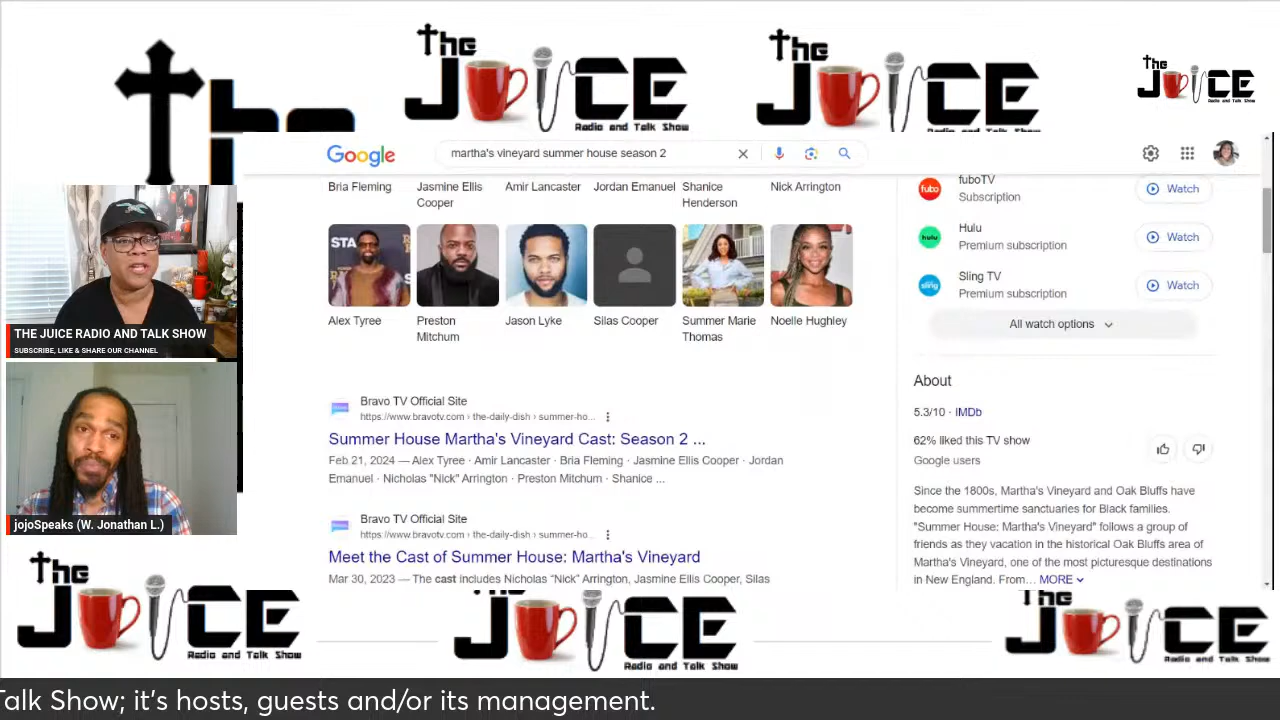 The
JUICE
Radio and Talk Show
The
JUICE
Radio and Talk Show
The
JUICE
Radio and Talk Show
The
Google
martha's vineyard summer house season 2
Bria Fleming
Jasmine Ellis
Cooper
Amir Lancaster
Jordan Emanuel
Shanice
Henderson
Nick Arrington
STA
Alex Tyree
Preston
Mitchum
Jason Lyke
Silas Cooper
Summer Marie
Thomas
Noelle Hughley
Bravo TV Official Site
https://www.bravotv.com › the-daily-dish › summer-ho...
Summer House Martha's Vineyard Cast: Season 2 ...
Feb 21, 2024 — Alex Tyree · Amir Lancaster · Bria Fleming · Jasmine Ellis Cooper · Jordan
Emanuel · Nicholas "Nick" Arrington · Preston Mitchum · Shanice ...
Bravo TV Official Site
https://www.bravotv.com › the-daily-dish › summer-ho...
Meet the Cast of Summer House: Martha's Vineyard
Mar 30, 2023 — The cast includes Nicholas “Nick” Arrington, Jasmine Ellis Cooper, Silas
fubo
fuboTV
Subscription
Watch
hulu
Hulu
Premium subscription
Watch
sling
Sling TV
Premium subscription
Watch
All watch options
About
5.3/10 · IMDb
62% liked this TV show
Google users
Since the 1800s, Martha's Vineyard and Oak Bluffs have
become summertime sanctuaries for Black families.
"Summer House: Martha's Vineyard" follows a group of
friends as they vacation in the historical Oak Bluffs area of
Martha's Vineyard, one of the most picturesque destinations
in New England. From... MORE
THE JUICE RADIO AND TALK SHOW
SUBSCRIBE, LIKE & SHARE OUR CHANNEL
jojoSpeaks (W. Jonathan L.)
The
JUICE
Radio and Talk Show
The
JUICE
Radio and Talk Show
The
JUICE
Radio and Talk Show
Talk Show; it's hosts, guests and/or its management.